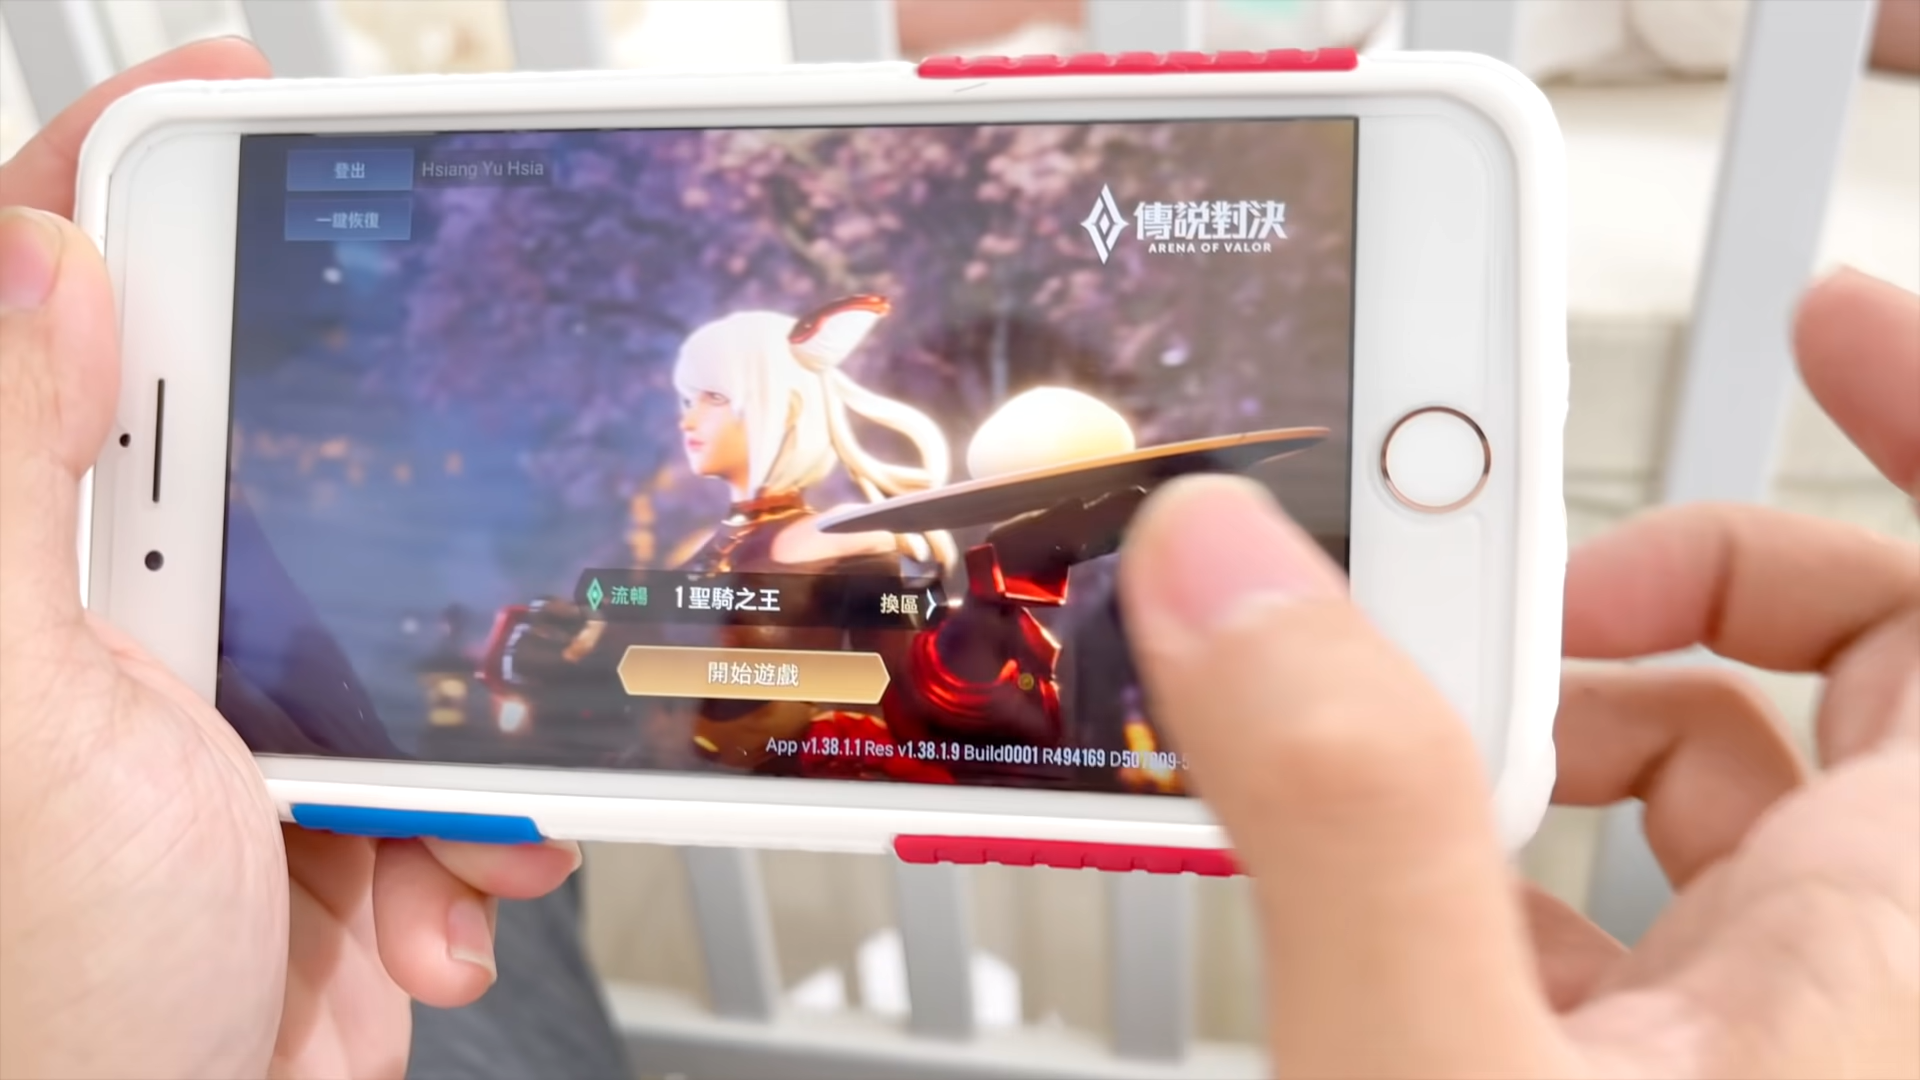 登出 Hsiang Yu Hsia
一鍵恢復
傳說對決
ARENA OF VALOR
流暢 1聖騎之王 換區
開始遊戲
App v1.38.1.1 Res v1.38.1.9 Build0001 R494169